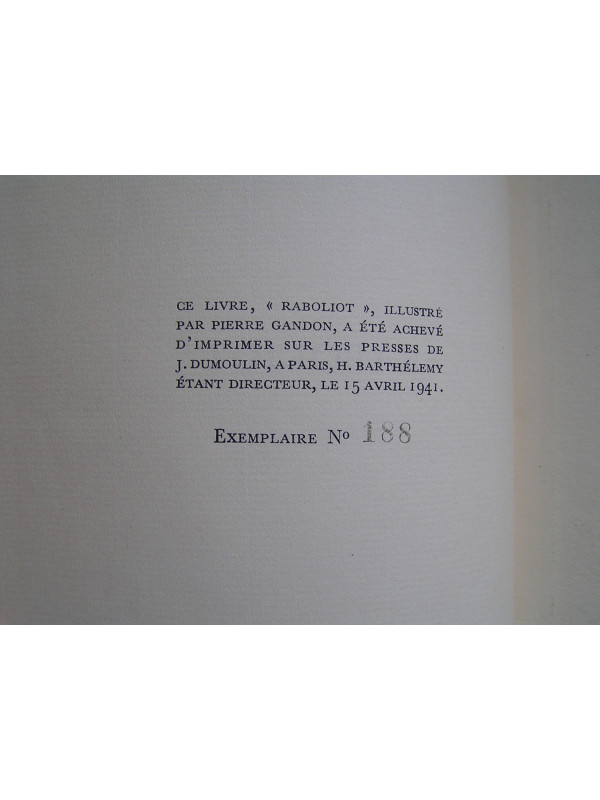 CE LIVRE, « RABOLIOT », ILLUSTRÉ
PAR PIERRE GANDON, A ÉTÉ ACHEVÉ
D'IMPRIMER SUR LES PRESSES DE
J. DUMOULIN, A PARIS, H. BARTHÉLEMY
ÉTANT DIRECTEUR, LE 15 AVRIL 1941.
EXEMPLAIRE Nº 188